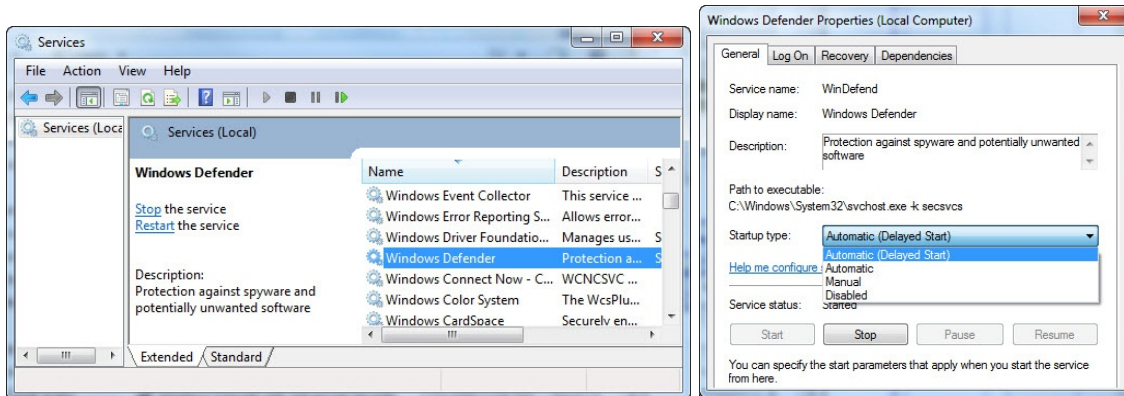 Services
File Action View Help
Services (Loca
Services (Local)
Windows Defender
Stop the service
Restart the service
Description:
Protection against spyware and
potentially unwanted software
Name Description S
Windows Event Collector This service ...
Windows Error Reporting S... Allows error...
Windows Driver Foundatio... Manages us... S
Windows Defender Protection a... S
Windows Connect Now - C... WCNCSVC ...
Windows Color System The WcsPlu...
Windows CardSpace Securely en...
Extended Standard
Windows Defender Properties (Local Computer)
General Log On Recovery Dependencies
Service name: WinDefend
Display name: Windows Defender
Description: Protection against spyware and potentially unwanted
software
Path to executable:
C:\Windows\System32\svchost.exe -k secsvcs
Startup type: Automatic (Delayed Start)
Automatic (Delayed Start)
Help me configure
Automatic
Manual
Disabled
Service status: Started
Start Stop Pause Resume
You can specify the start parameters that apply when you start the service
from here.